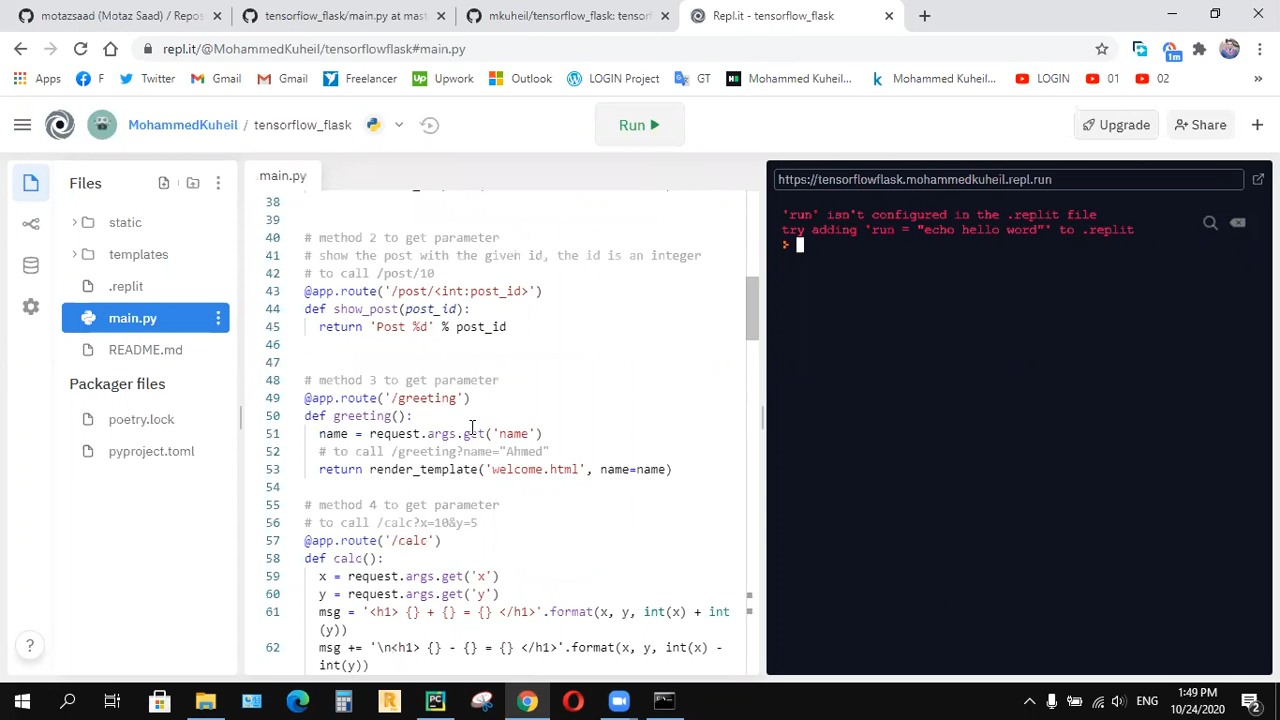 motazsaad (Motaz Saad) / Repos
tensorflow_flask/main.py at mast
mkuheil/tensorflow_flask: tensorf
Repl.it - tensorflow_flask
repl.it/@MohammedKuheil/tensorflowflask#main.py
1m
Apps
F
Twitter
Gmail
Gmail
Freelancer
Up Upwork
Outlook
LOGIN Project
GT
Mohammed Kuheil...
k Mohammed Kuheil...
LOGIN
01
02
MohammedKuheil / tensorflow_flask
Run
Upgrade
Share
Files
static
templates
.replit
main.py
README.md
Packager files
poetry.lock
pyproject.toml
?
main.py
38
39
40 # method 2 to get parameter
41 # show the post with the given id, the id is an integer
42 # to call /post/10
43 @app.route('/post/<int:post_id>')
44 def show_post(post_id):
45 return 'Post %d' % post_id
46
47
48 # method 3 to get parameter
49 @app.route('/greeting')
50 def greeting():
51 name = request.args.get('name')
52 # to call /greeting?name="Ahmed"
53 return render_template('welcome.html', name=name)
54
55 # method 4 to get parameter
56 # to call /calc?x=10&y=5
57 @app.route('/calc')
58 def calc():
59 x = request.args.get('x')
60 y = request.args.get('y')
61 msg = '<h1> {} + {} = {} </h1>'.format(x, y, int(x) + int
(y))
62 msg += '\n<h1> {} - {} = {} </h1>'.format(x, y, int(x) -
int(y))
https://tensorflowflask.mohammedkuheil.repl.run
'run' isn't configured in the .replit file
try adding 'run = "echo hello word"' to .replit
>
ENG
1:49 PM
10/24/2020
2